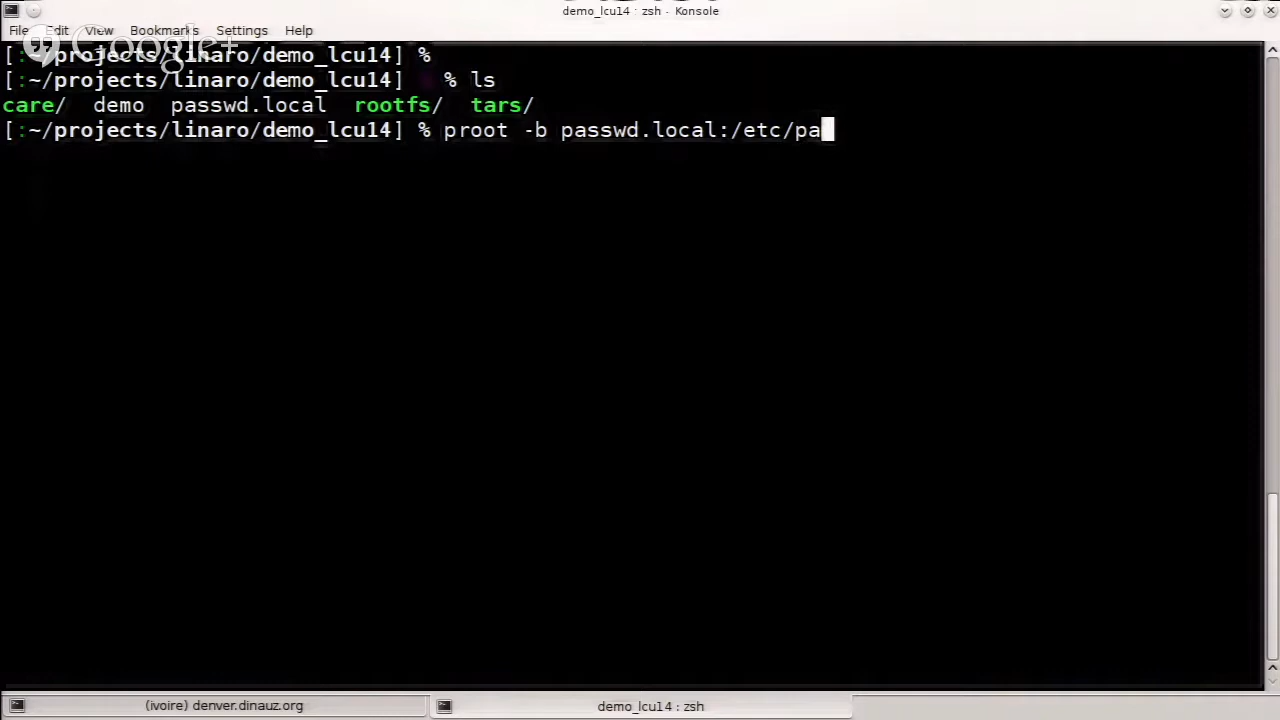 demo_lcu14 : zsh - Konsole
File Edit View Bookmarks Settings Help
Google+
[:~/projects/linaro/demo_lcu14] %
[:~/projects/linaro/demo_lcu14] % ls
care/ demo passwd.local rootfs/ tars/
[:~/projects/linaro/demo_lcu14] % proot -b passwd.local:/etc/pa
(ivoire) denver.dinauz.org demo_lcu14 : zsh